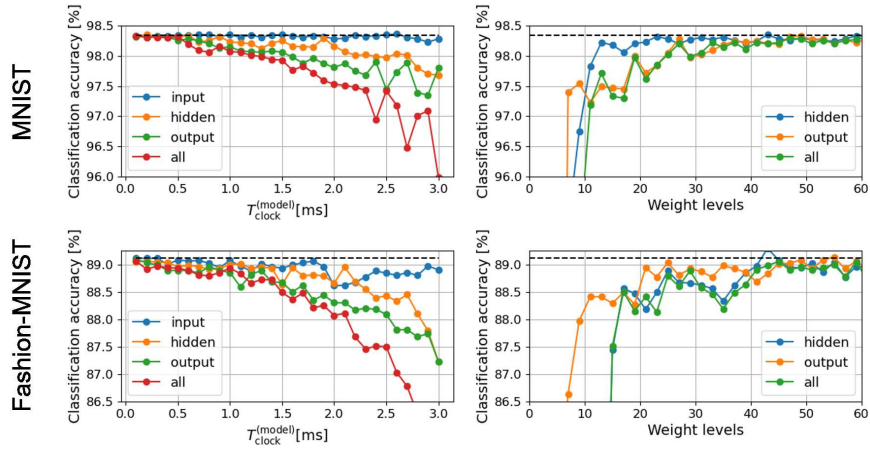 MNIST
Classification accuracy [%]
98.5
98.0
97.5
97.0
96.5
96.0
input
hidden
output
all
0.0 0.5 1.0 1.5 2.0 2.5 3.0
T_clock^(model) [ms]
Classification accuracy [%]
98.5
98.0
97.5
97.0
96.5
96.0
hidden
output
all
0 10 20 30 40 50 60
Weight levels
Fashion-MNIST
Classification accuracy [%]
89.0
88.5
88.0
87.5
87.0
86.5
input
hidden
output
all
0.0 0.5 1.0 1.5 2.0 2.5 3.0
T_clock^(model) [ms]
Classification accuracy [%]
89.0
88.5
88.0
87.5
87.0
86.5
hidden
output
all
0 10 20 30 40 50 60
Weight levels